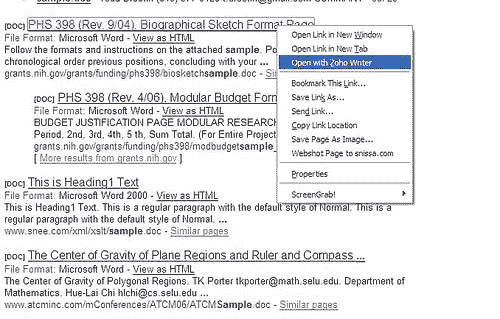 [DOC] PHS 398 (Rev. 9/04), Biographical Sketch Format Page
File Format: Microsoft Word - View as HTML
Follow the formats and instructions on the attached sample.
chronological order previous positions, concluding with your ...
grants.nih.gov/grants/funding/phs398/biosketchsample.doc -
[DOC] PHS 398 (Rev. 4/06), Modular Budget
File Format: Microsoft Word - View as HTML
BUDGET JUSTIFICATION PAGE MODULAR
Period, 2nd, 3rd, 4th, 5 th, Sum Total. (For Entire
grants.nih.gov/grants/funding/phs398/modbudgetsample
[ More results from grants.nih.gov ]
Open Link in New Window
Open Link in New Tab
Open with Zoho Writer
Bookmark This Link...
Save Link As...
Send Link...
Copy Link Location
Save Page As Image...
Webshot Page to snissa.com
Properties
ScreenGrab!
[DOC] This is Heading1 Text
File Format: Microsoft Word 2000 - View as HTML
This is Heading1 Text. This is a regular paragraph with the default style of Normal. This is a
regular paragraph with the default style of Normal. ...
www.snee.com/xml/xslt/sample.doc - Similar pages
[DOC] The Center of Gravity of Plane Regions and Ruler and Compass ...
File Format: Microsoft Word - View as HTML
The Center of Gravity of Polygonal Regions. TK Porter tkporter@math.selu.edu. Department of
Mathematics. Hue-Lai Chi hlchi@cs.selu.edu ...
www.atcminc.com/mConferences/ATCM06/ATCMSample.doc - Similar pages